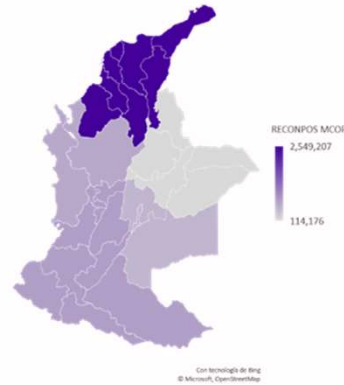 RECONPOS MCOP
2,549,207
114,176
Con tecnología de Bing
© Microsoft, OpenStreetMap